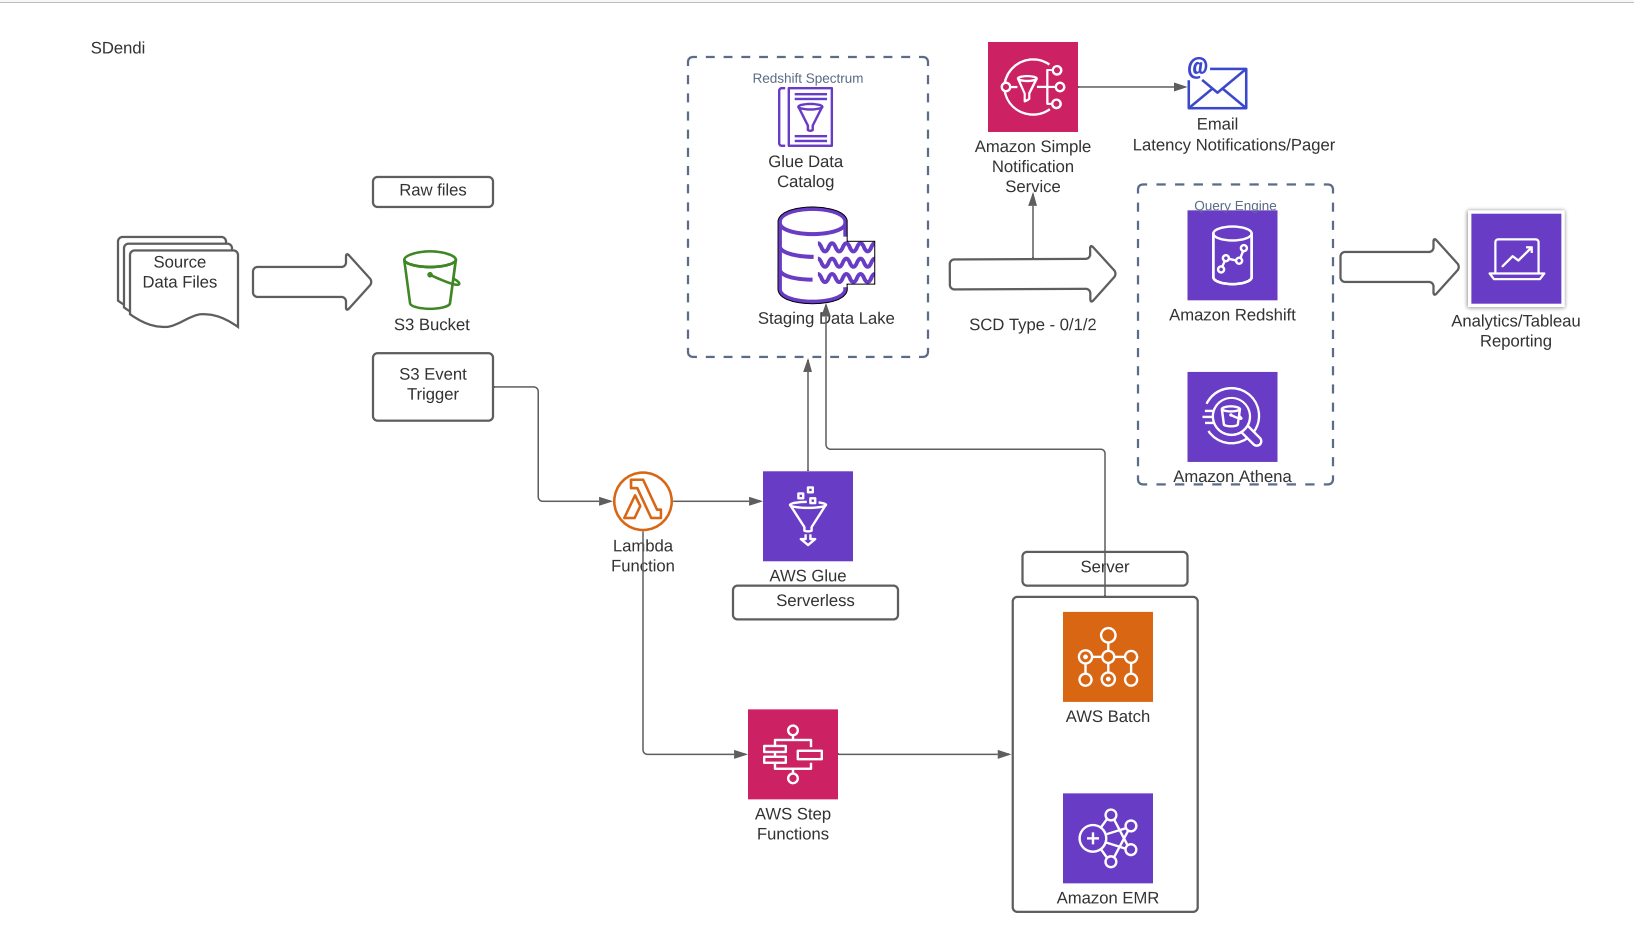 SDendi
Redshift Spectrum
Glue Data
Catalog
Staging Data Lake
Amazon Simple
Notification
Service
@
Email
Latency Notifications/Pager
Raw files
Source
Data Files
S3 Bucket
S3 Event
Trigger
SCD Type - 0/1/2
Query Engine
Amazon Redshift
Amazon Athena
Analytics/Tableau
Reporting
Lambda
Function
AWS Glue
Serverless
Server
AWS Batch
AWS Step
Functions
Amazon EMR